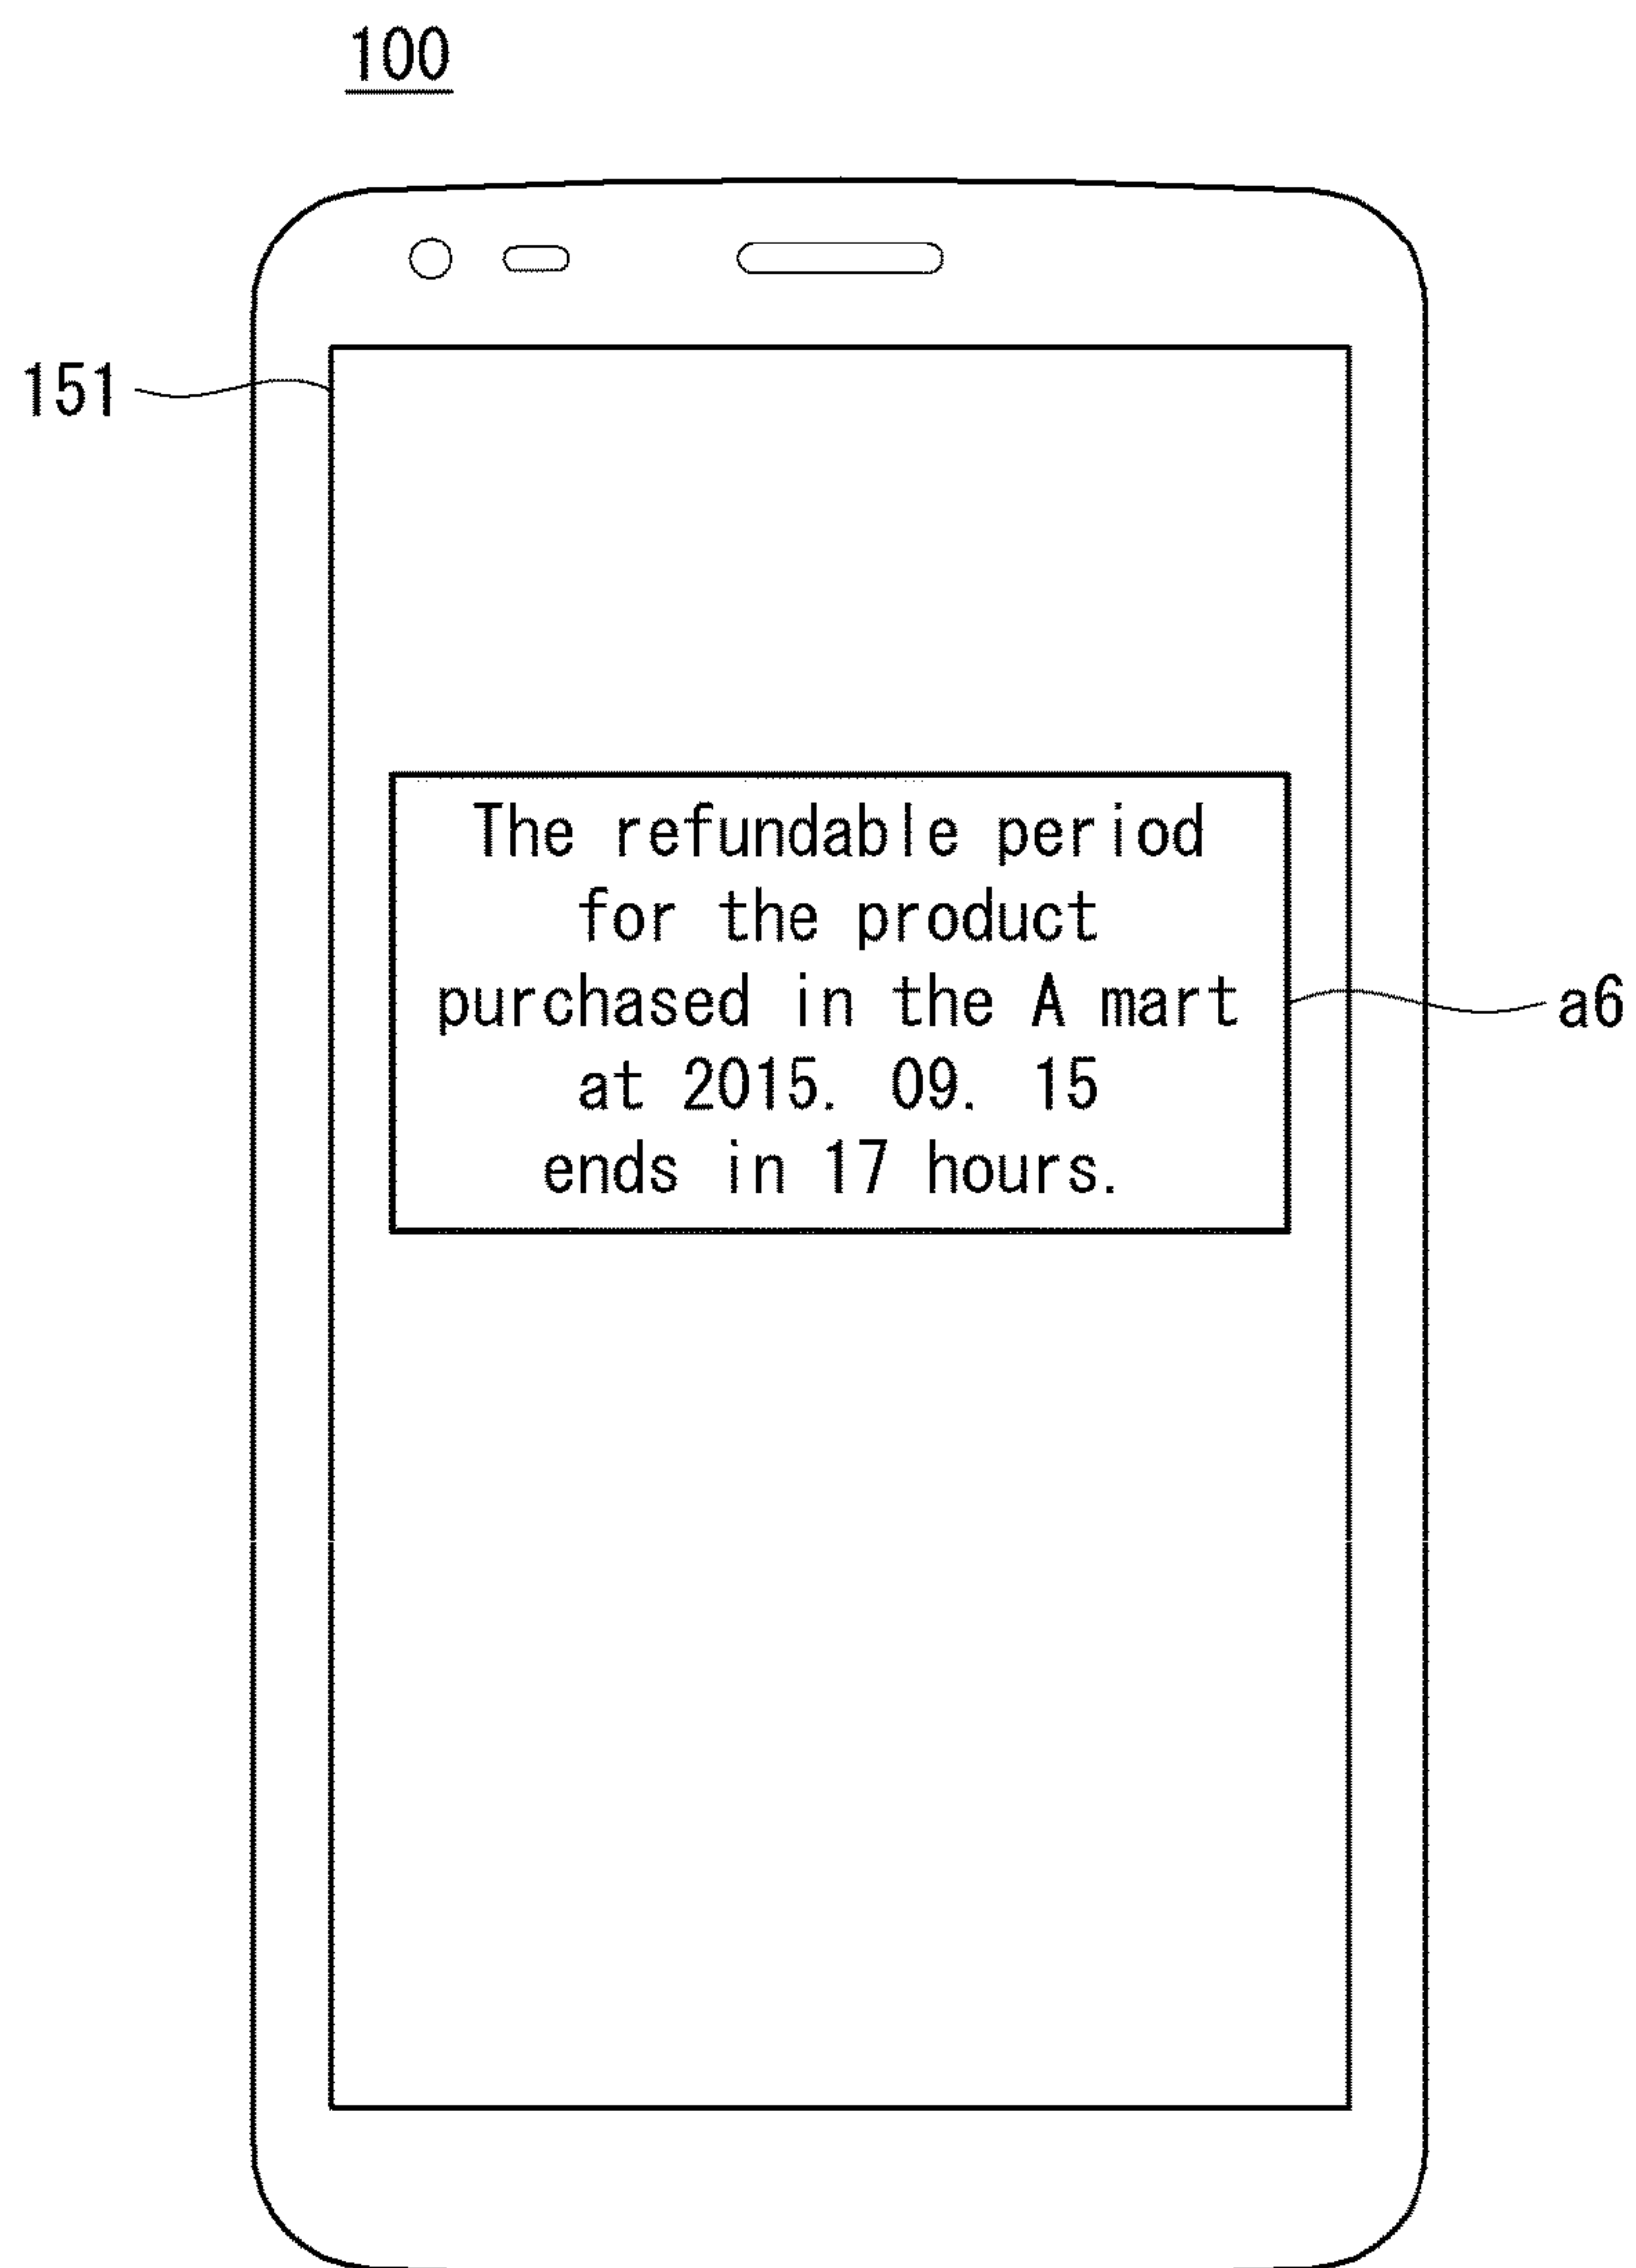 100
151
The refundable period
for the product
purchased in the A mart
at 2015. 09. 15
ends in 17 hours.
a6